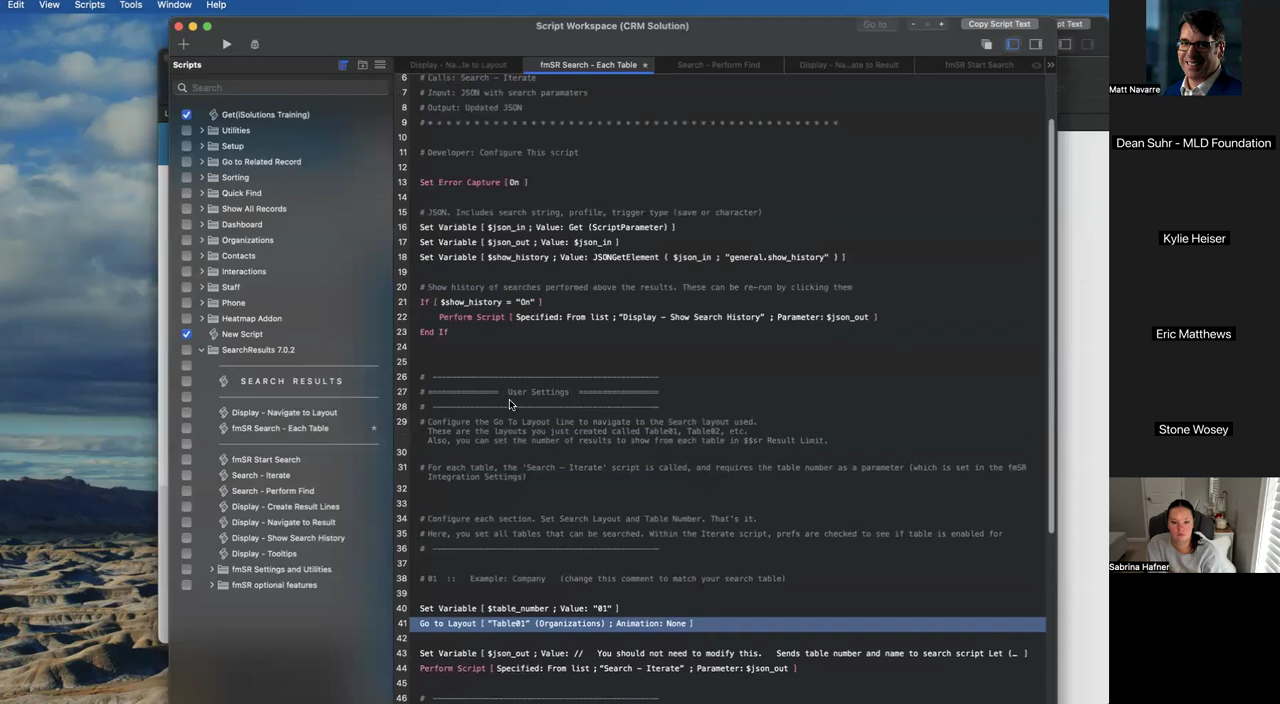 Edit View Scripts Tools Window Help
Script Workspace (CRM Solution)
Go to
Copy Script Text
pt Text
Scripts
Display - Na...te to Layout
fmSR Search - Each Table
Search - Perform Find
Display - Na...ate to Result
fmSR Start Search
Search
Get(iSolutions Training)
Utilities
Setup
Go to Related Record
Sorting
Quick Find
Show All Records
Dashboard
Organizations
Contacts
Interactions
Staff
Phone
Heatmap Addon
New Script
SearchResults 7.0.2
SEARCH RESULTS
Display - Navigate to Layout
fmSR Search - Each Table *
fmSR Start Search
Search - Iterate
Search - Perform Find
Display - Create Result Lines
Display - Navigate to Result
Display - Show Search History
Display - Tooltips
fmSR Settings and Utilities
fmSR optional features
6 # Calls: Search - Iterate
7 # Input: JSON with search paramaters
8 # Output: Updated JSON
9 # * * * * * * * * * * * * * * * * * * * * * * * * * * * * * * * * * * * *
10
11 # Developer: Configure This script
12
13 Set Error Capture [ On ]
14
15 # JSON. Includes search string, profile, trigger type (save or character)
16 Set Variable [ $json_in ; Value: Get (ScriptParameter) ]
17 Set Variable [ $json_out ; Value: $json_in ]
18 Set Variable [ $show_history ; Value: JSONGetElement ( $json_in ; "general.show_history" ) ]
19
20 # Show history of searches performed above the results. These can be re-run by clicking them
21 If [ $show_history = "On" ]
22 Perform Script [ Specified: From list ; "Display - Show Search History" ; Parameter: $json_out ]
23 End If
24
25
26 # ------------------------------------------
27 # =============== User Settings ===============
28 # ------------------------------------------
29 # Configure the Go To Layout line to navigate to the Search layout used.
These are the layouts you just created called Table01, Table02, etc.
Also, you can set the number of results to show from each table in $$sr Result Limit.
30
31 # For each table, the 'Search - Iterate' script is called, and requires the table number as a parameter (which is set in the fmSR
Integration Settings)
32
33
34 # Configure each section. Set Search Layout and Table Number. That's it.
35 # Here, you set all tables that can be searched. Within the Iterate script, prefs are checked to see if table is enabled for
36 # ------------------------------------------
37
38 # 01 :: Example: Company (change this comment to match your search table)
39
40 Set Variable [ $table_number ; Value: "01" ]
41 Go to Layout [ "Table01" (Organizations) ; Animation: None ]
42
43 Set Variable [ $json_out ; Value: // You should not need to modify this. Sends table number and name to search script Let (… ]
44 Perform Script [ Specified: From list ; "Search - Iterate" ; Parameter: $json_out ]
45
46 # ------------------------------------------
Matt Navarre
Dean Suhr - MLD Foundation
Kylie Heiser
Eric Matthews
Stone Wosey
Sabrina Hafner